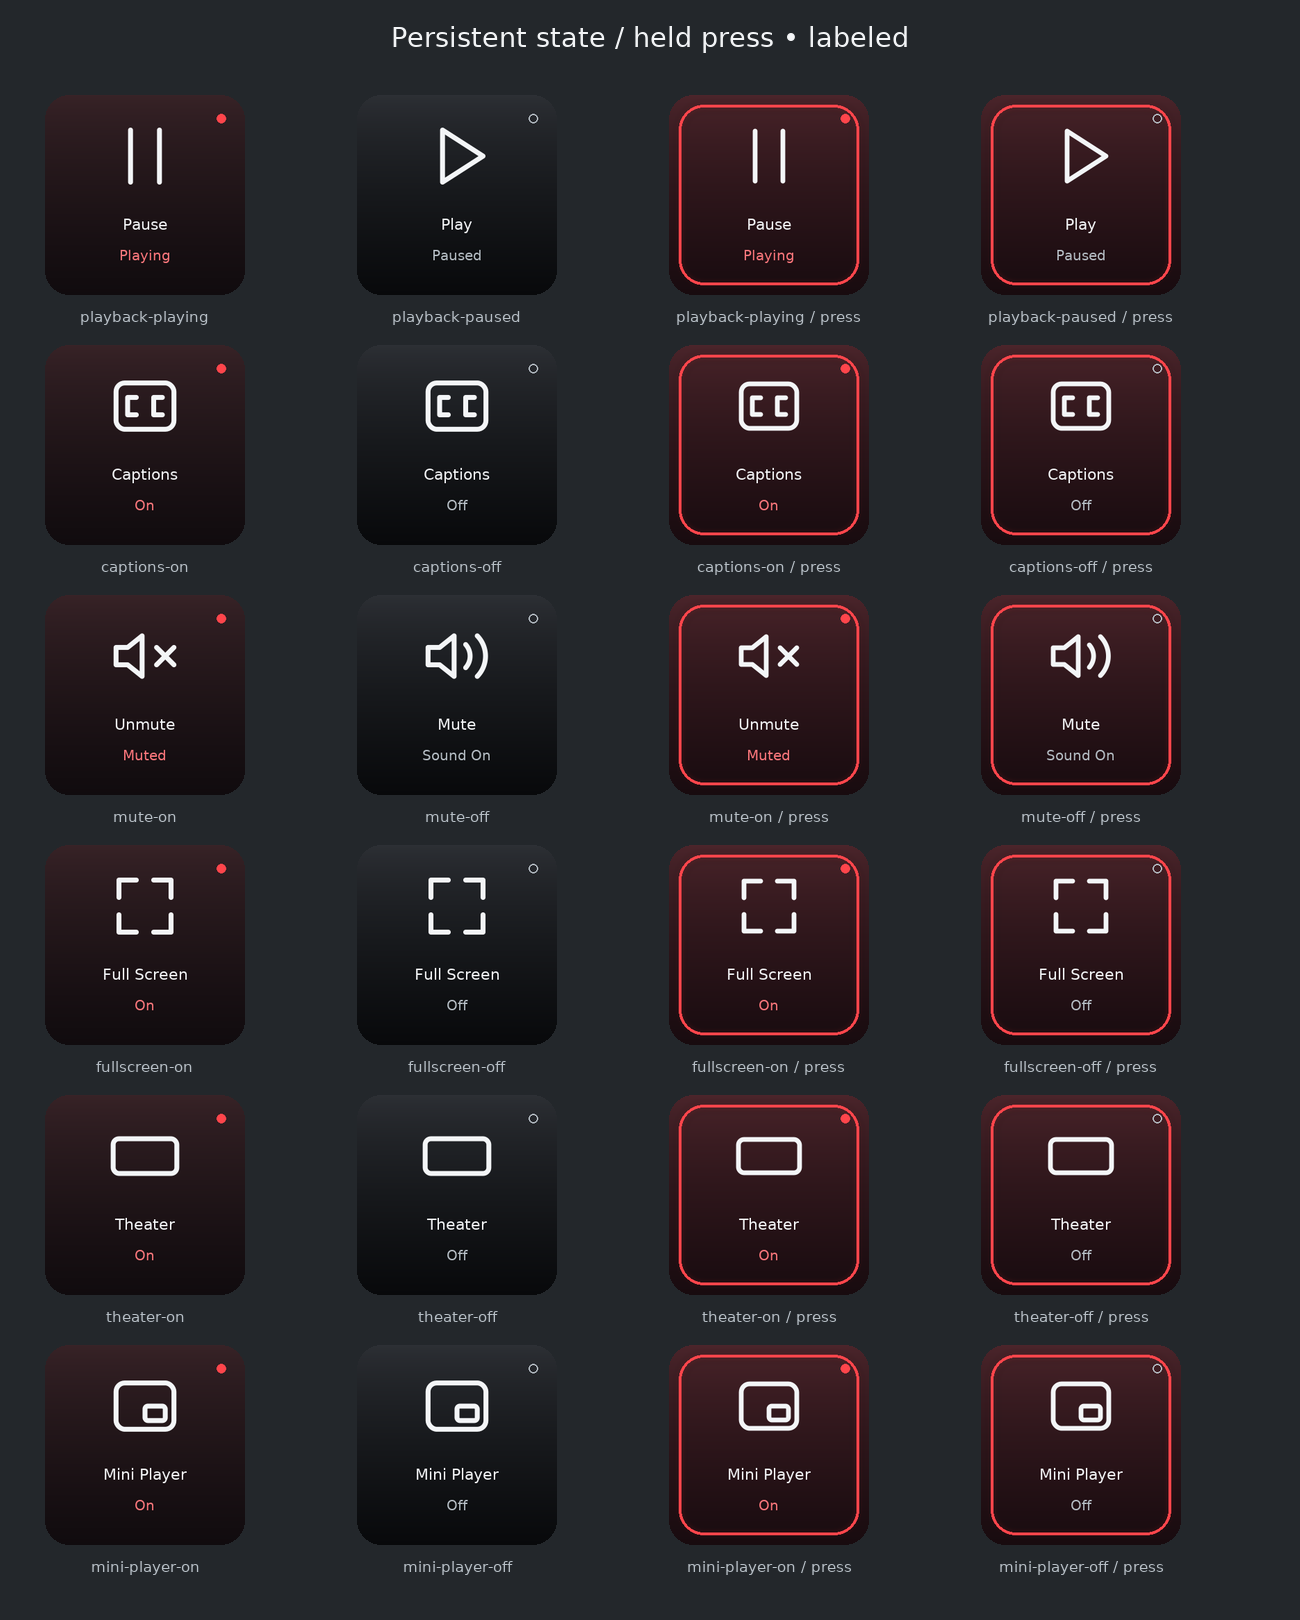 Persistent state / held press • labeled
Pause
Playing
playback-playing
Play
Paused
playback-paused
Pause
Playing
playback-playing / press
Play
Paused
playback-paused / press
Captions
On
captions-on
Captions
Off
captions-off
Captions
On
captions-on / press
Captions
Off
captions-off / press
Unmute
Muted
mute-on
Mute
Sound On
mute-off
Unmute
Muted
mute-on / press
Mute
Sound On
mute-off / press
Full Screen
On
fullscreen-on
Full Screen
Off
fullscreen-off
Full Screen
On
fullscreen-on / press
Full Screen
Off
fullscreen-off / press
Theater
On
theater-on
Theater
Off
theater-off
Theater
On
theater-on / press
Theater
Off
theater-off / press
Mini Player
On
mini-player-on
Mini Player
Off
mini-player-off
Mini Player
On
mini-player-on / press
Mini Player
Off
mini-player-off / press